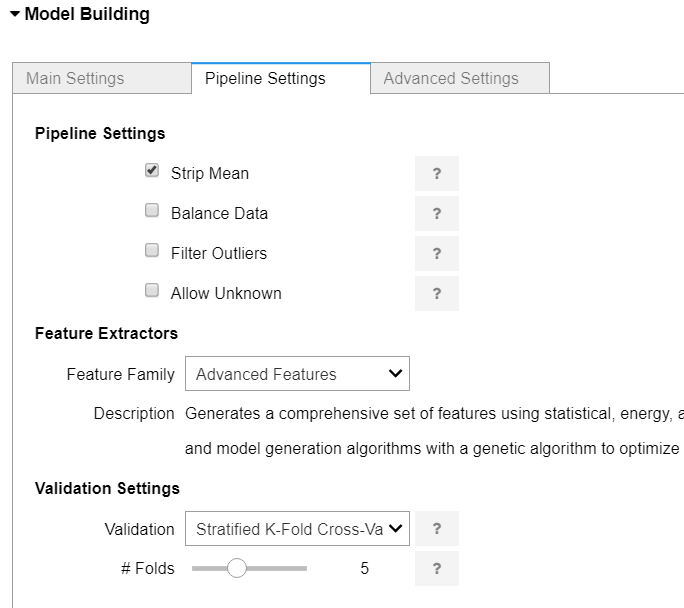 Model Building
Main Settings Pipeline Settings Advanced Settings
Pipeline Settings
Strip Mean ?
Balance Data ?
Filter Outliers ?
Allow Unknown ?
Feature Extractors
Feature Family Advanced Features
Description Generates a comprehensive set of features using statistical, energy,
and model generation algorithms with a genetic algorithm to optimize
Validation Settings
Validation Stratified K-Fold Cross-Va ?
# Folds 5 ?